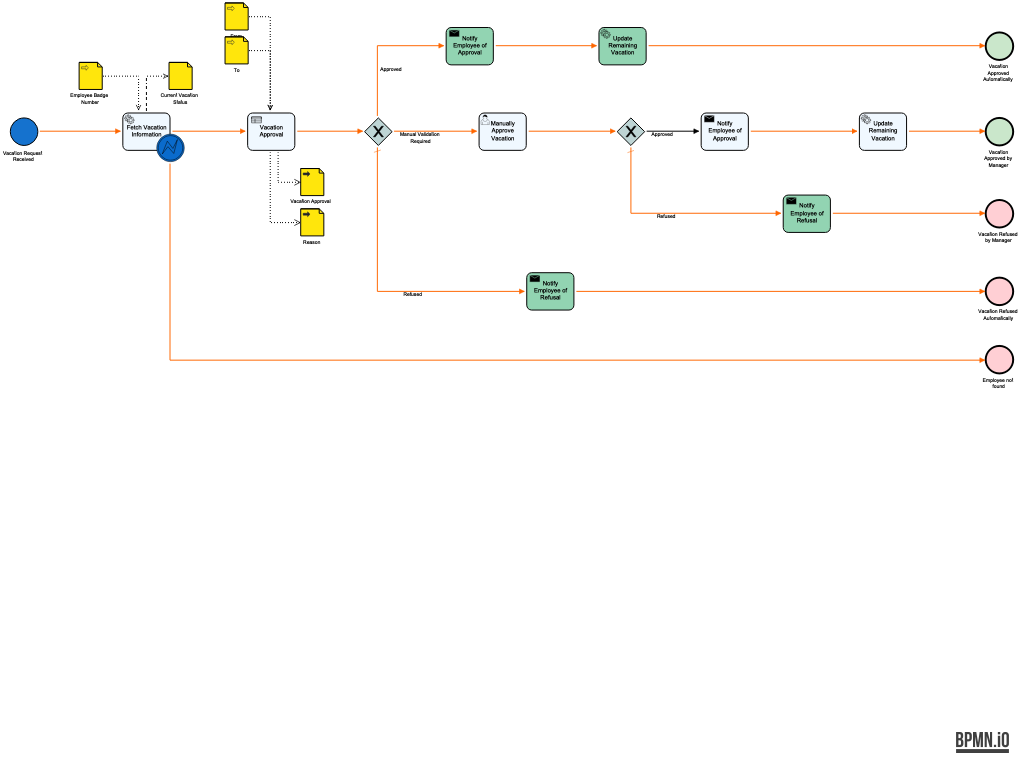 From
To
Employee Badge
Number
Current Vacation
Status
Vacation Request
Received
Fetch Vacation
Information
Vacation
Approval
Vacation Approval
Reason
Approved
Manual Validation
Required
Refused
Notify
Employee of
Approval
Update
Remaining
Vacation
Vacation
Approved
Automatically
X
Manually
Approve
Vacation
X
Approved
Notify
Employee of
Approval
Update
Remaining
Vacation
Vacation
Approved by
Manager
Refused
Notify
Employee of
Refusal
Vacation Refused
by Manager
Notify
Employee of
Refusal
Vacation Refused
Automatically
Employee not
found
BPMN.iO